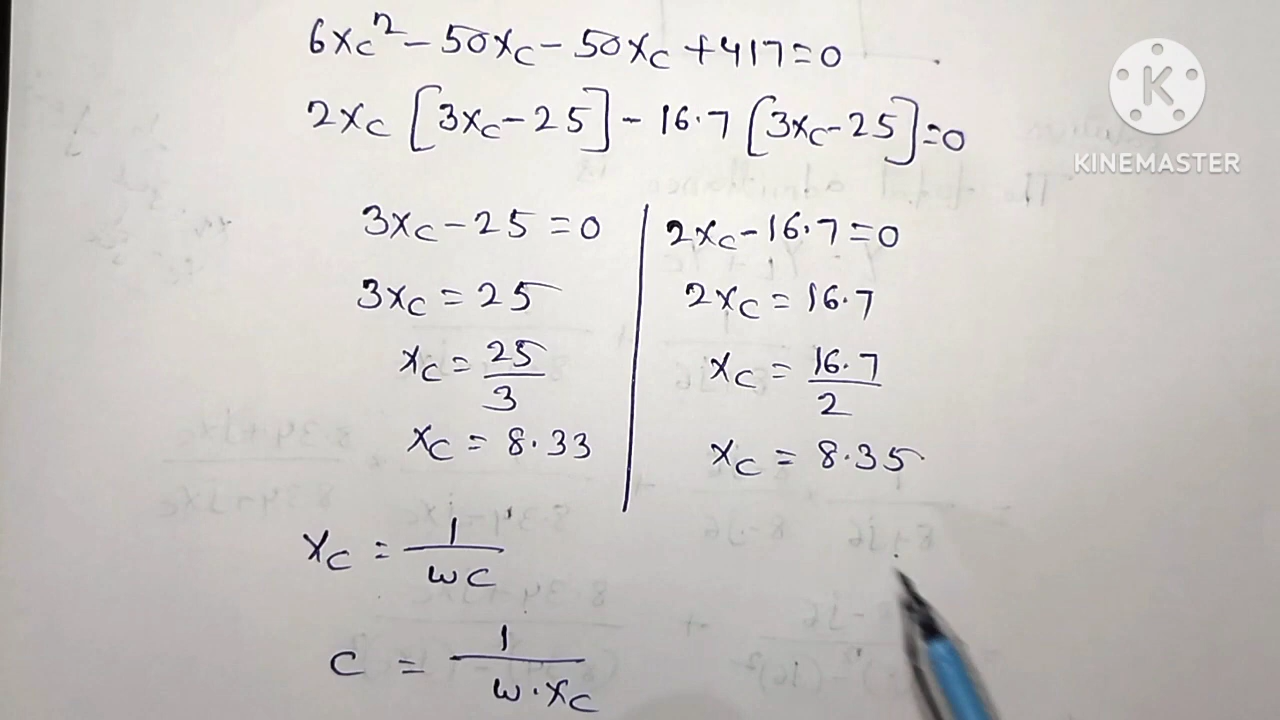 6xc² - 50xc - 50xc + 417 = 0
2xc [3xc - 25] - 16.7 [3xc - 25] = 0
KINEMASTER
3xc - 25 = 0
3xc = 25
xc = 25/3
xc = 8.33
2xc - 16.7 = 0
2xc = 16.7
xc = 16.7/2
xc = 8.35
xc = 1/wc
c = 1/w.xc